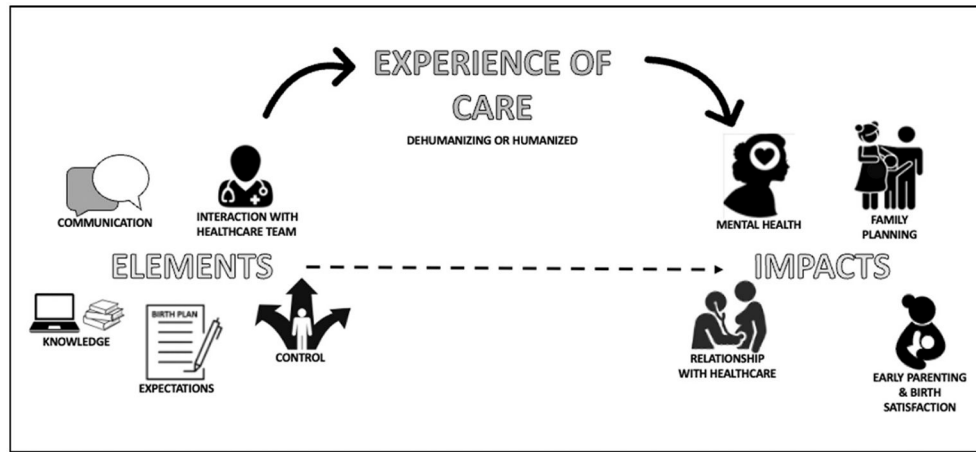 EXPERIENCE OF
CARE
DEHUMANIZING OR HUMANIZED
COMMUNICATION
INTERACTION WITH
HEALTHCARE TEAM
MENTAL HEALTH
FAMILY
PLANNING
ELEMENTS
IMPACTS
KNOWLEDGE
BIRTH PLAN
EXPECTATIONS
CONTROL
RELATIONSHIP
WITH HEALTHCARE
EARLY PARENTING
& BIRTH
SATISFACTION